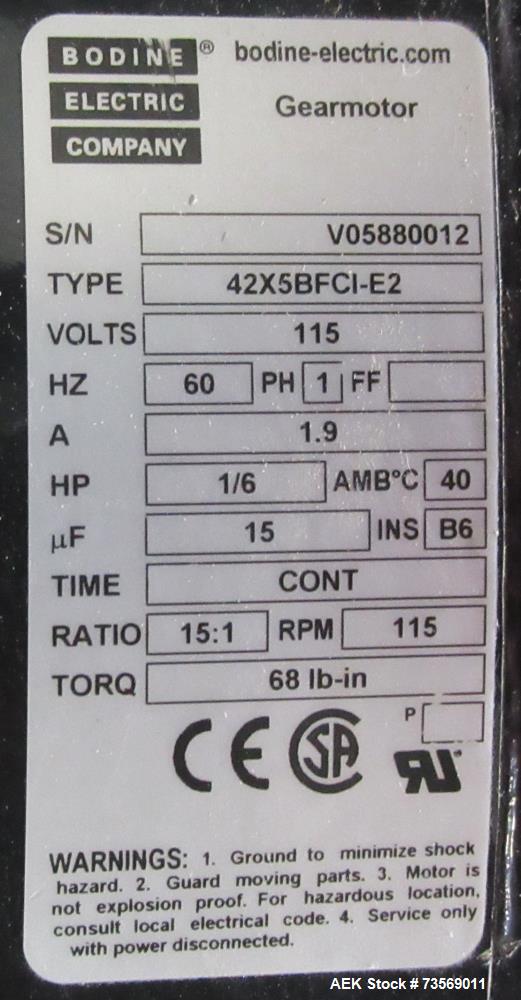 BODINE ® bodine-electric.com
ELECTRIC Gearmotor
COMPANY
S/N V05880012
TYPE 42X5BFCI-E2
VOLTS 115
HZ 60 PH 1 FF
A 1.9
HP 1/6 AMB°C 40
µF 15 INS B6
TIME CONT
RATIO 15:1 RPM 115
TORQ 68 lb-in
P
CE SA RU
WARNINGS: 1. Ground to minimize shock
hazard. 2. Guard moving parts. 3. Motor is
not explosion proof. For hazardous location,
consult local electrical code. 4. Service only
with power disconnected.
AEK Stock # 73569011